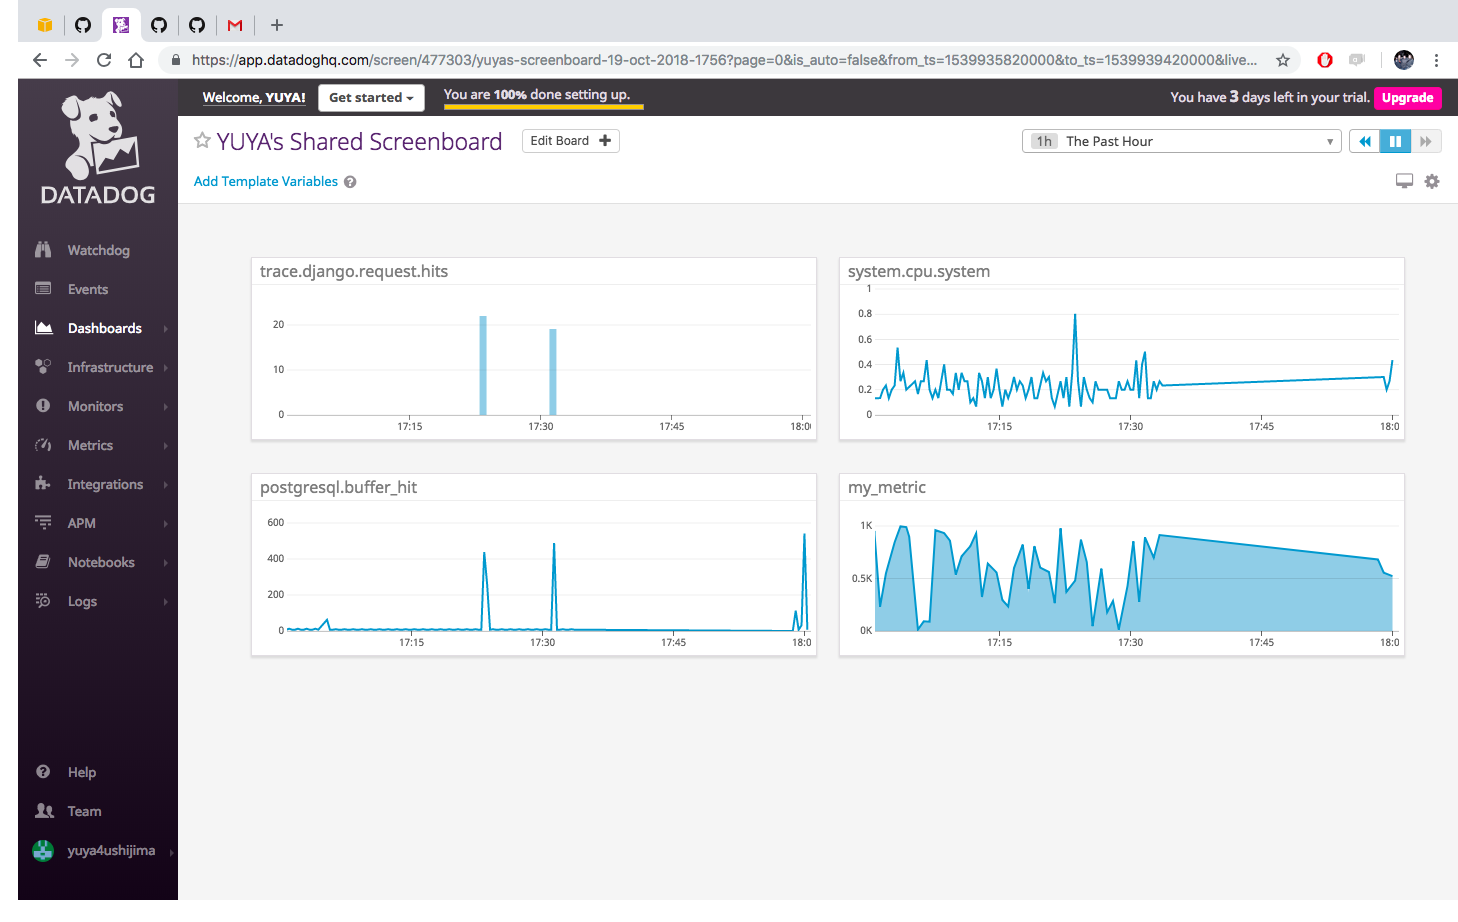 https://app.datadoghq.com/screen/477303/yuyas-screenboard-19-oct-2018-1756?page=0&is_auto=false&from_ts=1539935820000&to_ts=1539939420000&live...
Welcome, YUYA!
Get started
You are 100% done setting up.
You have 3 days left in your trial.
Upgrade
DATADOG
YUYA's Shared Screenboard
Edit Board +
1h The Past Hour
Add Template Variables ?
Watchdog
Events
Dashboards
Infrastructure
Monitors
Metrics
Integrations
APM
Notebooks
Logs
Help
Team
yuya4ushijima
trace.django.request.hits
20
10
0
17:15 17:30 17:45 18:0
system.cpu.system
1
0.8
0.6
0.4
0.2
0
17:15 17:30 17:45 18:0
postgresql.buffer_hit
600
400
200
0
17:15 17:30 17:45 18:0
my_metric
1K
0.5K
0K
17:15 17:30 17:45 18:0